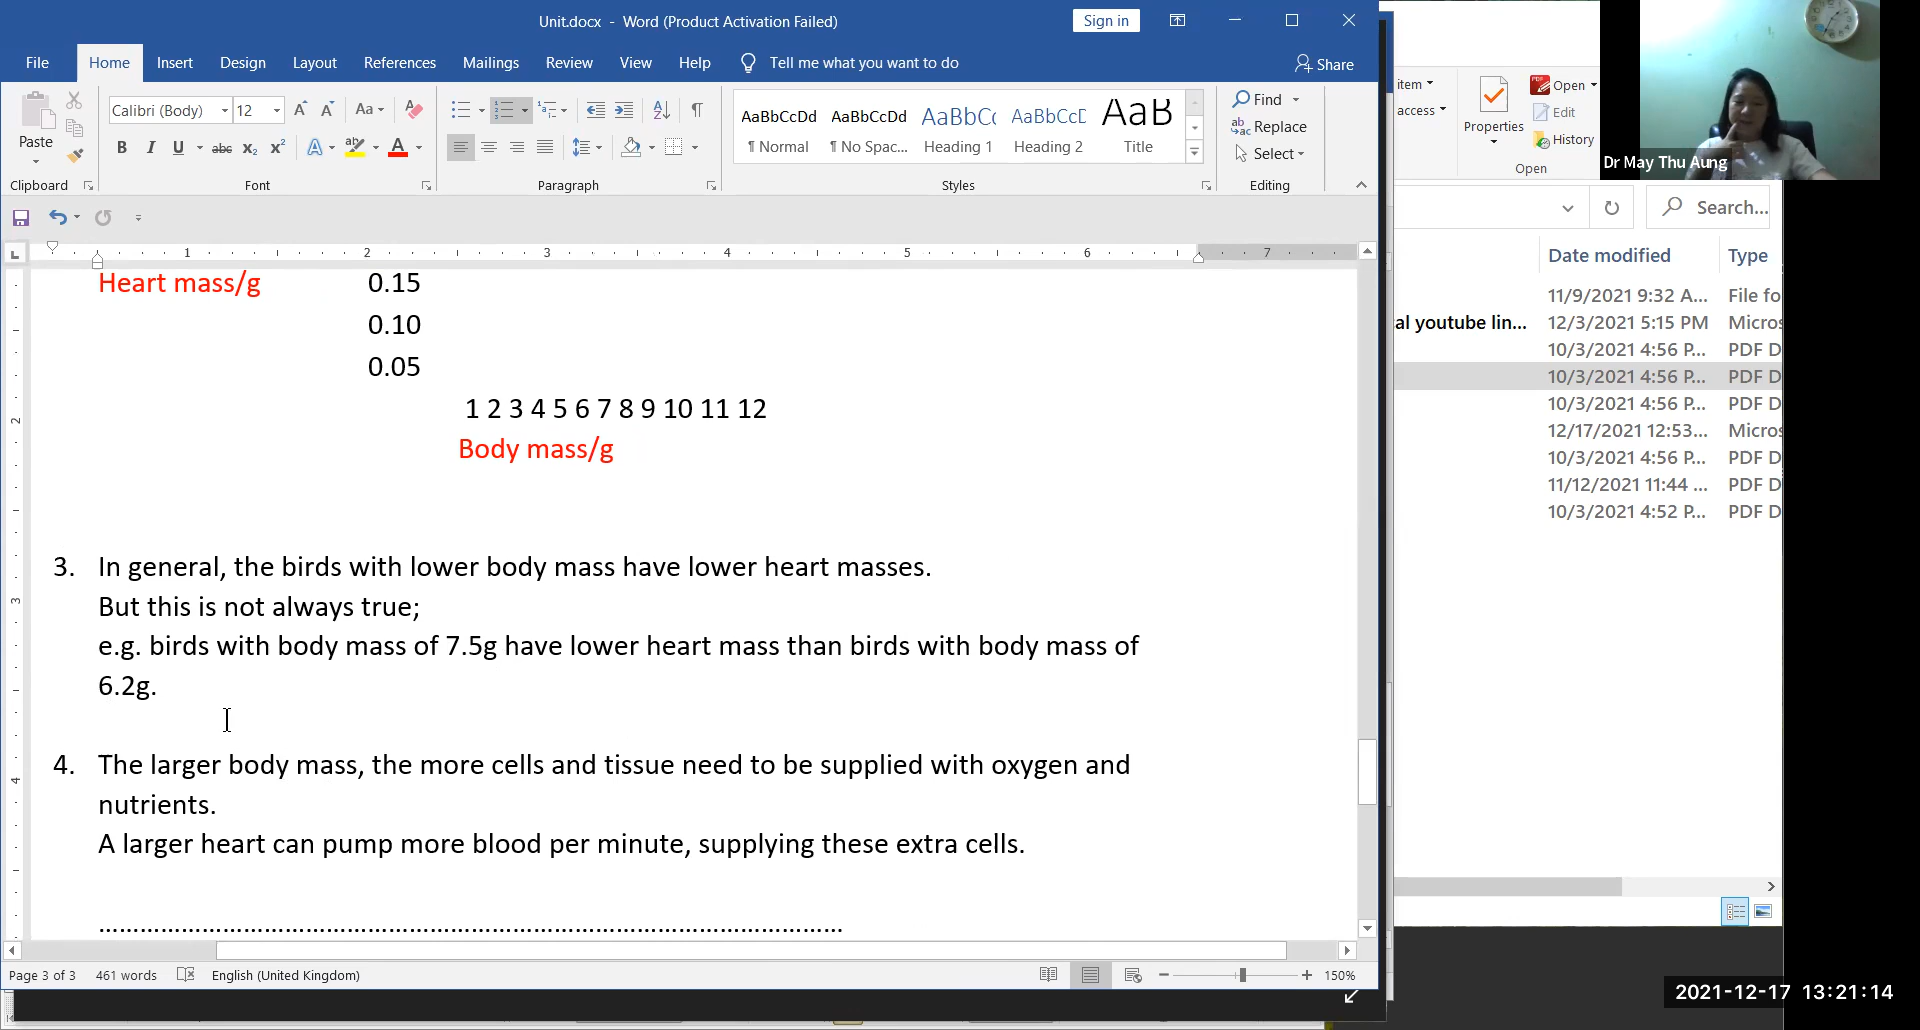 Unit.docx - Word (Product Activation Failed)
Sign in
File Home Insert Design Layout References Mailings Review View Help Tell me what you want to do Share
Paste
Clipboard
Calibri (Body) 12
Font
Paragraph
AaBbCcDd AaBbCcDd AaBbCc AaBbCcD AaB
¶ Normal ¶ No Spac... Heading 1 Heading 2 Title
Styles
Find
Replace
Select
Editing
item
access
Properties
Open
Edit
History
Open
Dr May Thu Aung
Search...
Date modified Type
11/9/2021 9:32 A... File fo
al youtube lin... 12/3/2021 5:15 PM Micros
10/3/2021 4:56 P... PDF D
10/3/2021 4:56 P... PDF D
10/3/2021 4:56 P... PDF D
12/17/2021 12:53... Micros
10/3/2021 4:56 P... PDF D
11/12/2021 11:44 ... PDF D
10/3/2021 4:52 P... PDF D
1 2 3 4 5 6 7
Heart mass/g 0.15
0.10
0.05
1 2 3 4 5 6 7 8 9 10 11 12
Body mass/g
3. In general, the birds with lower body mass have lower heart masses.
But this is not always true;
e.g. birds with body mass of 7.5g have lower heart mass than birds with body mass of
6.2g.
4. The larger body mass, the more cells and tissue need to be supplied with oxygen and
nutrients.
A larger heart can pump more blood per minute, supplying these extra cells.
............................................................................................................
Page 3 of 3 461 words English (United Kingdom) 150%
2021-12-17 13:21:14